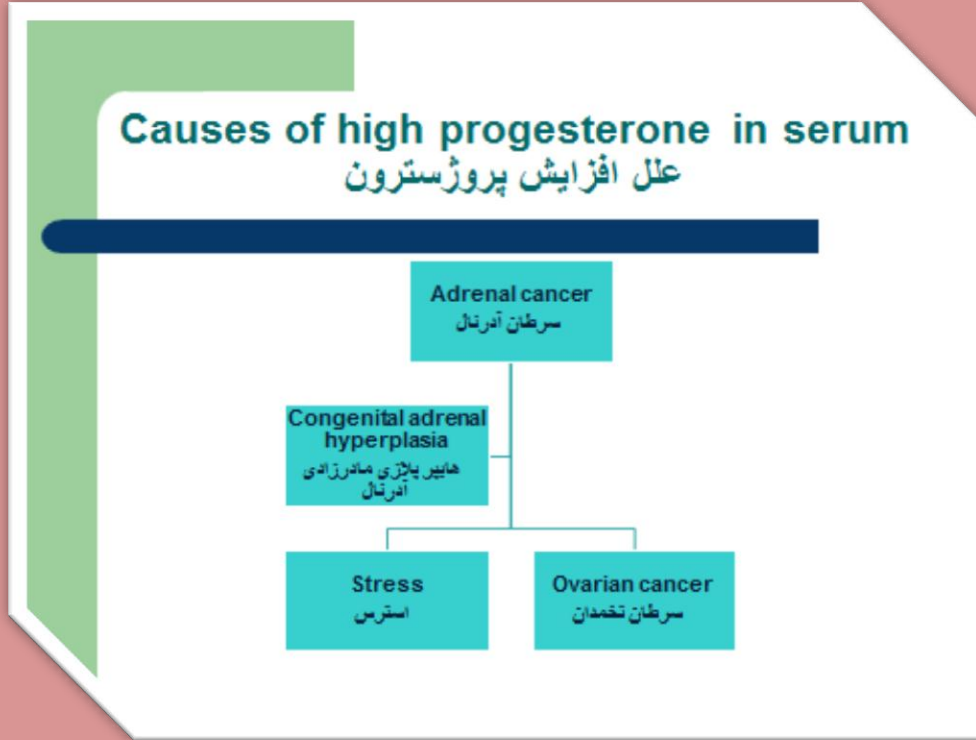 Causes of high progesterone in serum
علل افزایش پروژسترون
Adrenal cancer
سرطان آدرنال
Congenital adrenal
hyperplasia
هایپر پلازی مادرزادی
آدرنال
Stress
استرس
Ovarian cancer
سرطان تخمدان